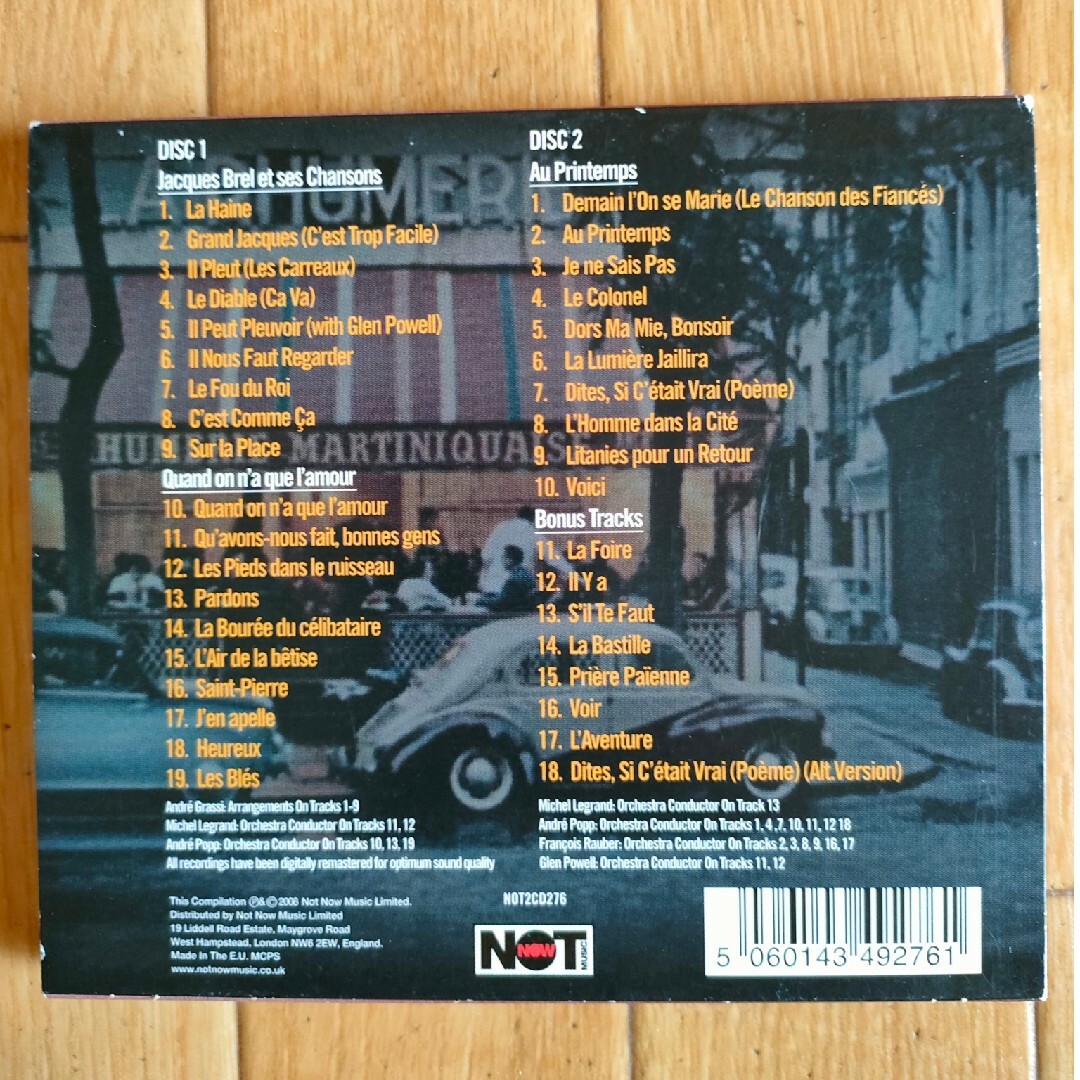 DISC 1
Jacques Brel et ses Chansons
1. La Haine
2. Grand Jacques (C'est Trop Facile)
3. Il Pleut (Les Carreaux)
4. Le Diable (Ca Va)
5. Il Peut Pleuvoir (with Glen Powell)
6. Il Nous Faut Regarder
7. Le Fou du Roi
8. C'est Comme Ça
9. Sur la Place
Quand on n'a que l'amour
10. Quand on n'a que l'amour
11. Qu'avons-nous fait, bonnes gens
12. Les Pieds dans le ruisseau
13. Pardons
14. La Bourée du célibataire
15. L'Air de la bêtise
16. Saint-Pierre
17. J'en apelle
18. Heureux
19. Les Blés
André Grassi: Arrangements On Tracks 1-9
Michel Legrand: Orchestra Conductor On Tracks 11, 12
André Popp: Orchestra Conductor On Tracks 10, 13, 19
All recordings have been digitally remastered for optimum sound quality
DISC 2
Au Printemps
1. Demain l'On se Marie (Le Chanson des Fiancés)
2. Au Printemps
3. Je ne Sais Pas
4. Le Colonel
5. Dors Ma Mie, Bonsoir
6. La Lumière Jaillira
7. Dites, Si C'était Vrai (Poème)
8. L'Homme dans la Cité
9. Litanies pour un Retour
10. Voici
Bonus Tracks
11. La Foire
12. Il Y a
13. S'il Te Faut
14. La Bastille
15. Prière Païenne
16. Voir
17. L'Aventure
18. Dites, Si C'était Vrai (Poème) (Alt.Version)
Michel Legrand: Orchestra Conductor On Track 13
André Popp: Orchestra Conductor On Tracks 1, 4 ,7, 10, 11, 12 18
François Rauber: Orchestra Conductor On Tracks 2, 3, 8, 9, 16, 17
Glen Powell: Orchestra Conductor On Tracks 11, 12
This Compilation ℗&©2008 Not Now Music Limited.
Distributed by Not Now Music Limited
19 Liddell Road Estate, Maygrove Road
West Hampstead, London NW6 2EW, England.
Made In The E.U. MCPS
www.notnowmusic.co.uk
NOT2CD276
NOT NOW MUSIC
5 060143 492761
MARTINIQUAISE